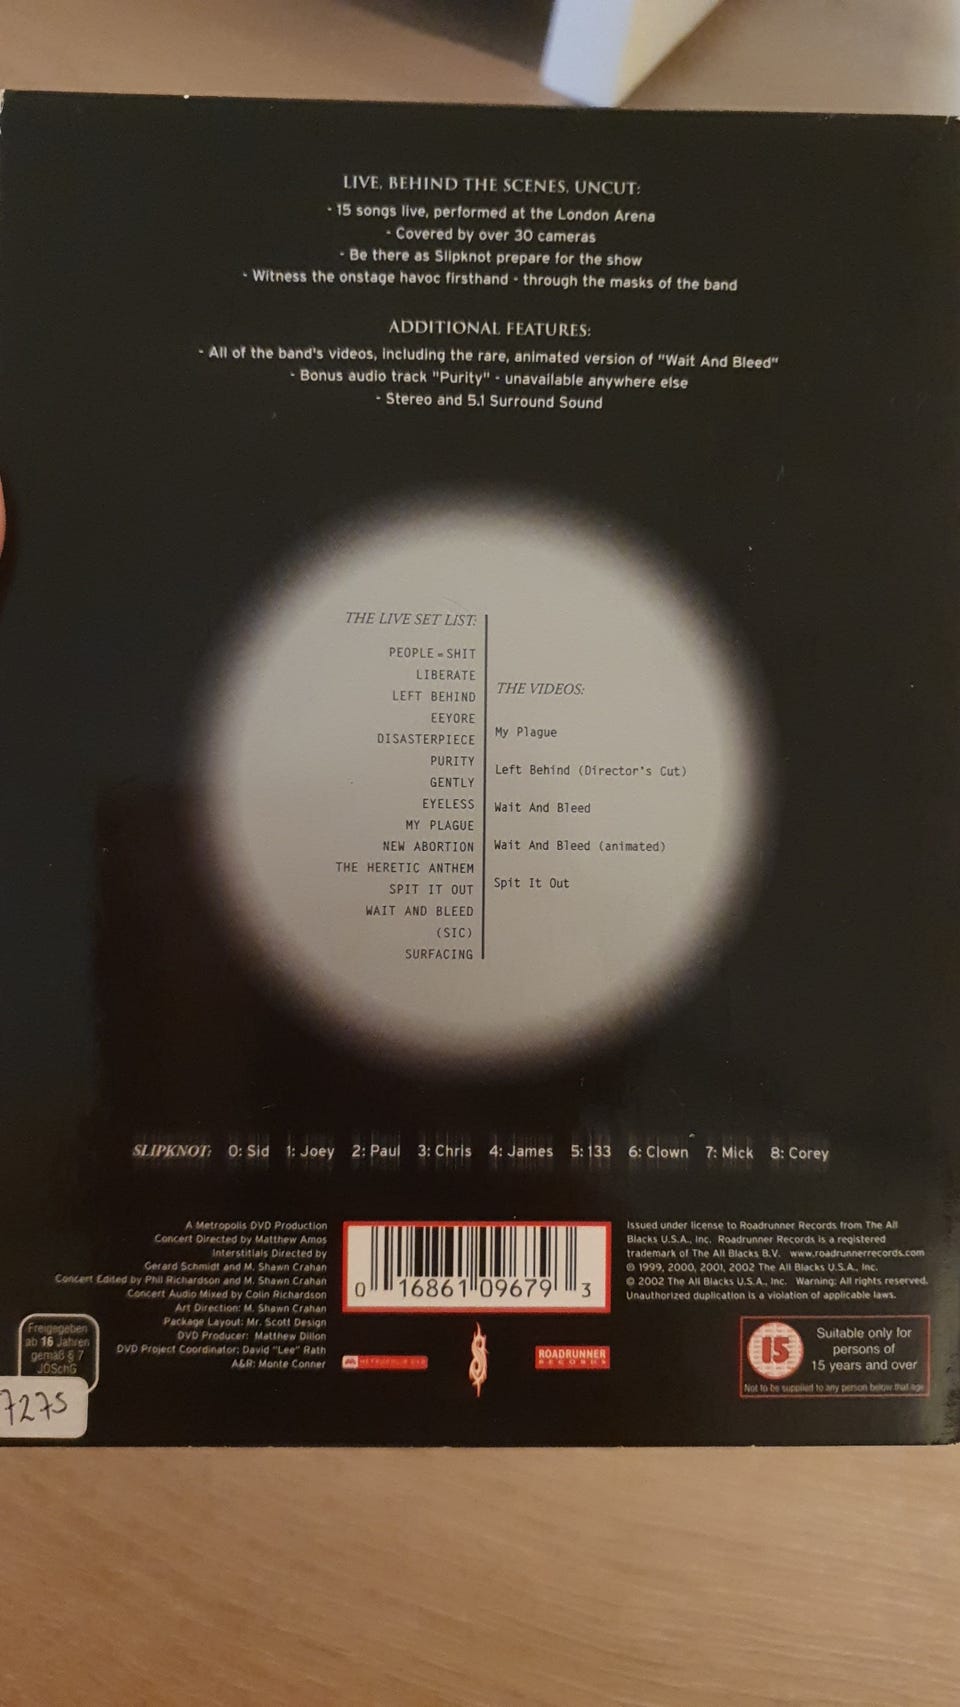 LIVE, BEHIND THE SCENES, UNCUT:
- 15 songs live, performed at the London Arena
- Covered by over 30 cameras
- Be there as Slipknot prepare for the show
- Witness the onstage havoc firsthand - through the masks of the band
ADDITIONAL FEATURES:
- All of the band's videos, including the rare, animated version of "Wait And Bleed"
- Bonus audio track "Purity" - unavailable anywhere else
- Stereo and 5.1 Surround Sound
THE LIVE SET LIST:
PEOPLE = SHIT
LIBERATE
LEFT BEHIND
EEYORE
DISASTERPIECE
PURITY
GENTLY
EYELESS
MY PLAGUE
NEW ABORTION
THE HERETIC ANTHEM
SPIT IT OUT
WAIT AND BLEED
(SIC)
SURFACING
THE VIDEOS:
My Plague
Left Behind (Director's Cut)
Wait And Bleed
Wait And Bleed (animated)
Spit It Out
SLIPKNOT: 0: Sid 1: Joey 2: Paul 3: Chris 4: James 5: 133 6: Clown 7: Mick 8: Corey
A Metropolis DVD Production
Concert Directed by Matthew Amos
Interstitials Directed by
Gerard Schmidt and M. Shawn Crahan
Concert Edited by Phil Richardson and M. Shawn Crahan
Concert Audio Mixed by Colin Richardson
Art Direction: M. Shawn Crahan
Package Layout: Mr. Scott Design
DVD Producer: Matthew Dillon
DVD Project Coordinator: David "Lee" Rath
A&R: Monte Conner
0 16861 09679 3
ROADRUNNER
RECORDS
Issued under license to Roadrunner Records from The All
Blacks U.S.A., Inc. Roadrunner Records is a registered
trademark of The All Blacks B.V. www.roadrunnerrecords.com
℗ 1999, 2000, 2001, 2002 The All Blacks U.S.A., Inc.
© 2002 The All Blacks U.S.A., Inc. Warning: All rights reserved.
Unauthorized duplication is a violation of applicable laws.
15
Suitable only for
persons of
15 years and over
Not to be supplied to any person below that age
Freigegeben
ab 16 Jahren
gemäß § 7
JÖSchG
7275